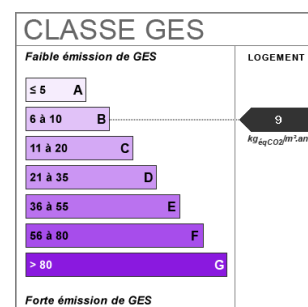 CLASSE GES
Faible émission de GES
LOGEMENT
≤ 5 A
6 à 10 B
9
kgéqCO2/m².an
11 à 20 C
21 à 35 D
36 à 55 E
56 à 80 F
> 80 G
Forte émission de GES